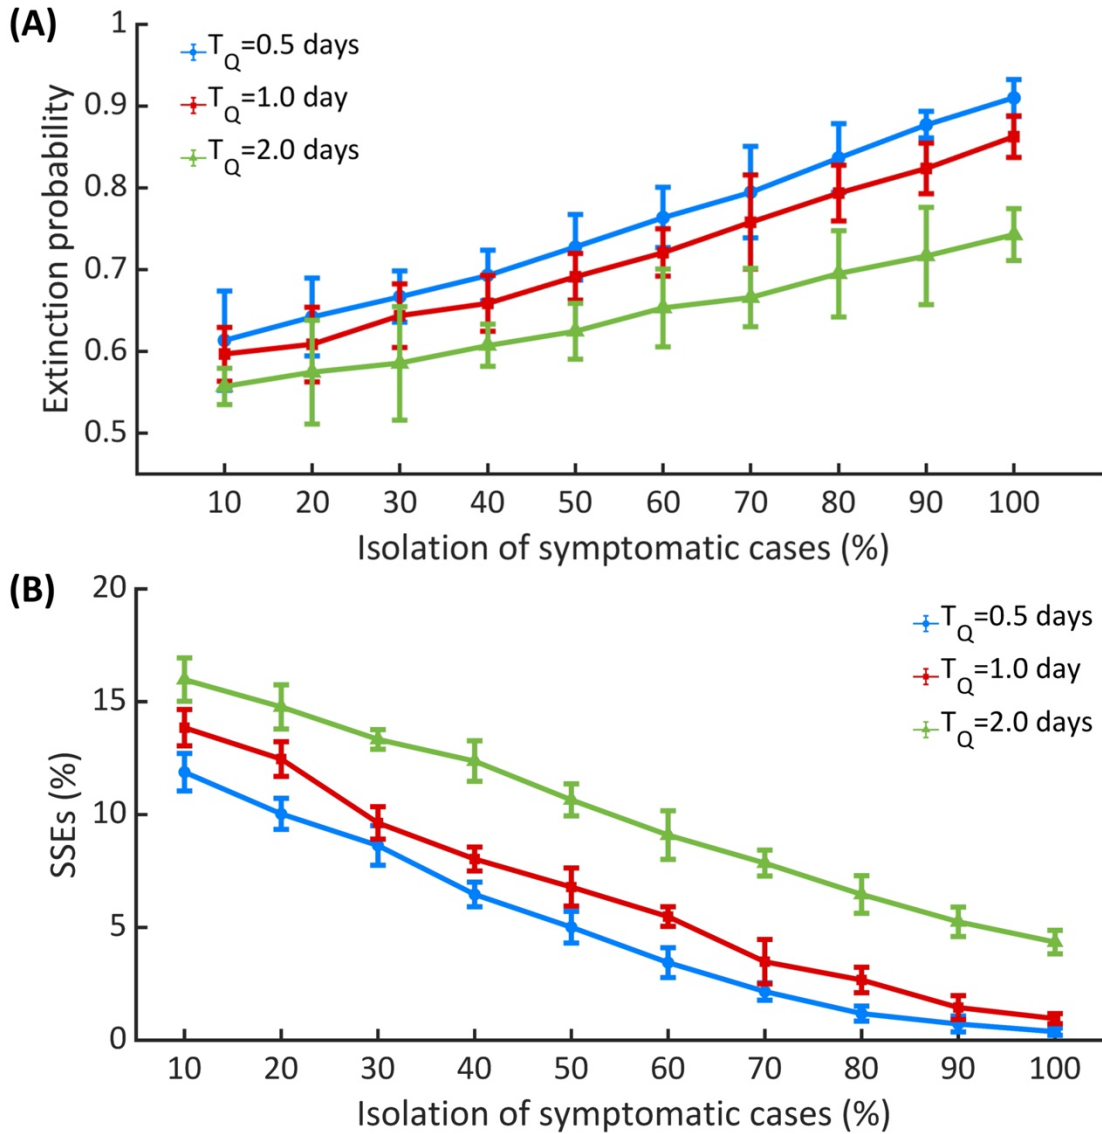 (A)
1
0.9
0.8
0.7
0.6
0.5
Extinction probability
T_Q=0.5 days
T_Q=1.0 day
T_Q=2.0 days
10 20 30 40 50 60 70 80 90 100
Isolation of symptomatic cases (%)
(B)
20
15
10
5
0
SSEs (%)
T_Q=0.5 days
T_Q=1.0 day
T_Q=2.0 days
10 20 30 40 50 60 70 80 90 100
Isolation of symptomatic cases (%)